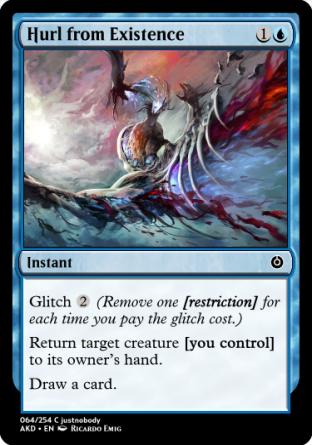 Hurl from Existence 1
Instant
Glitch 2 (Remove one [restriction] for
each time you pay the glitch cost.)
Return target creature [you control]
to its owner's hand.
Draw a card.
064/254 C justnobody
AKD • EN Ricardo Emig